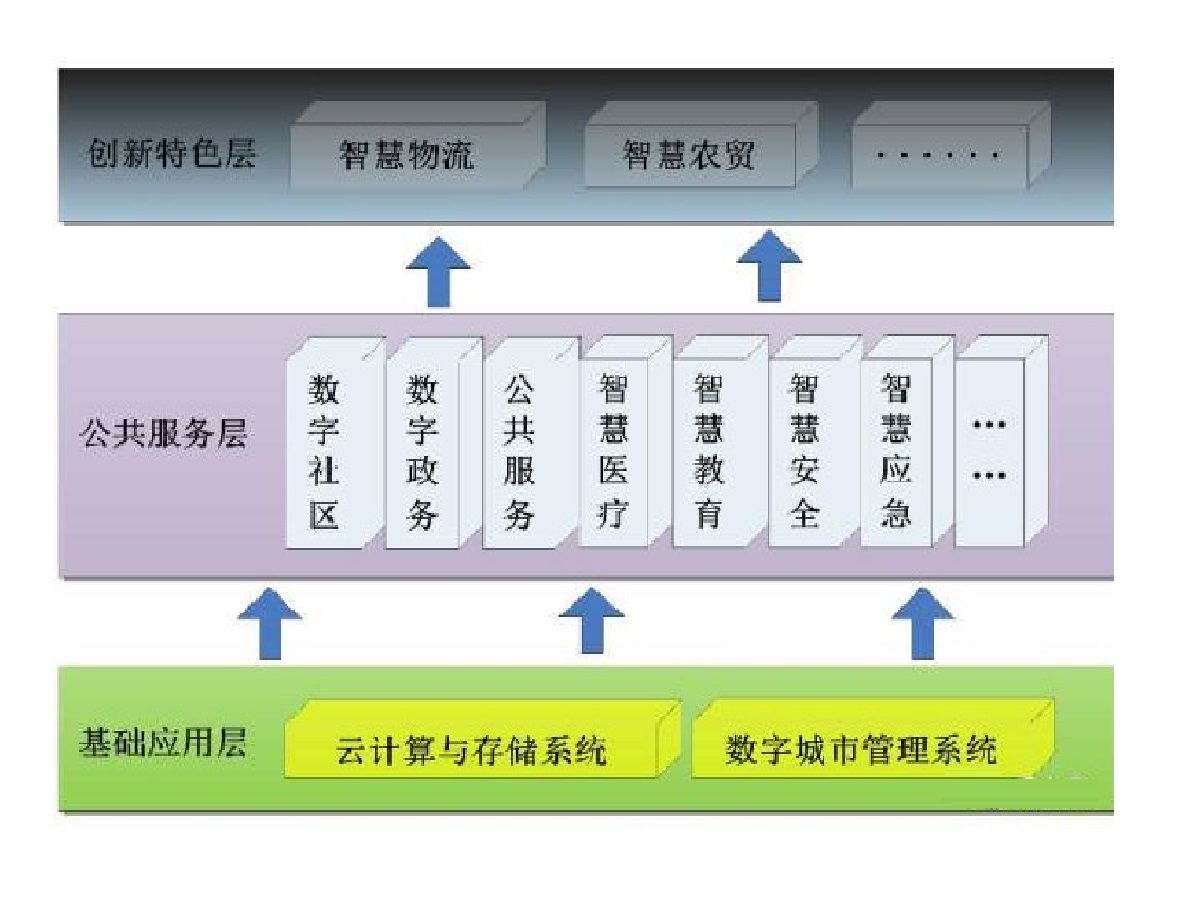 创新特色层
智慧物流
智慧农贸
······
公共服务层
数字社区
数字政务
公共服务
智慧医疗
智慧教育
智慧安全
智慧应急
……
基础应用层
云计算与存储系统
数字城市管理系统